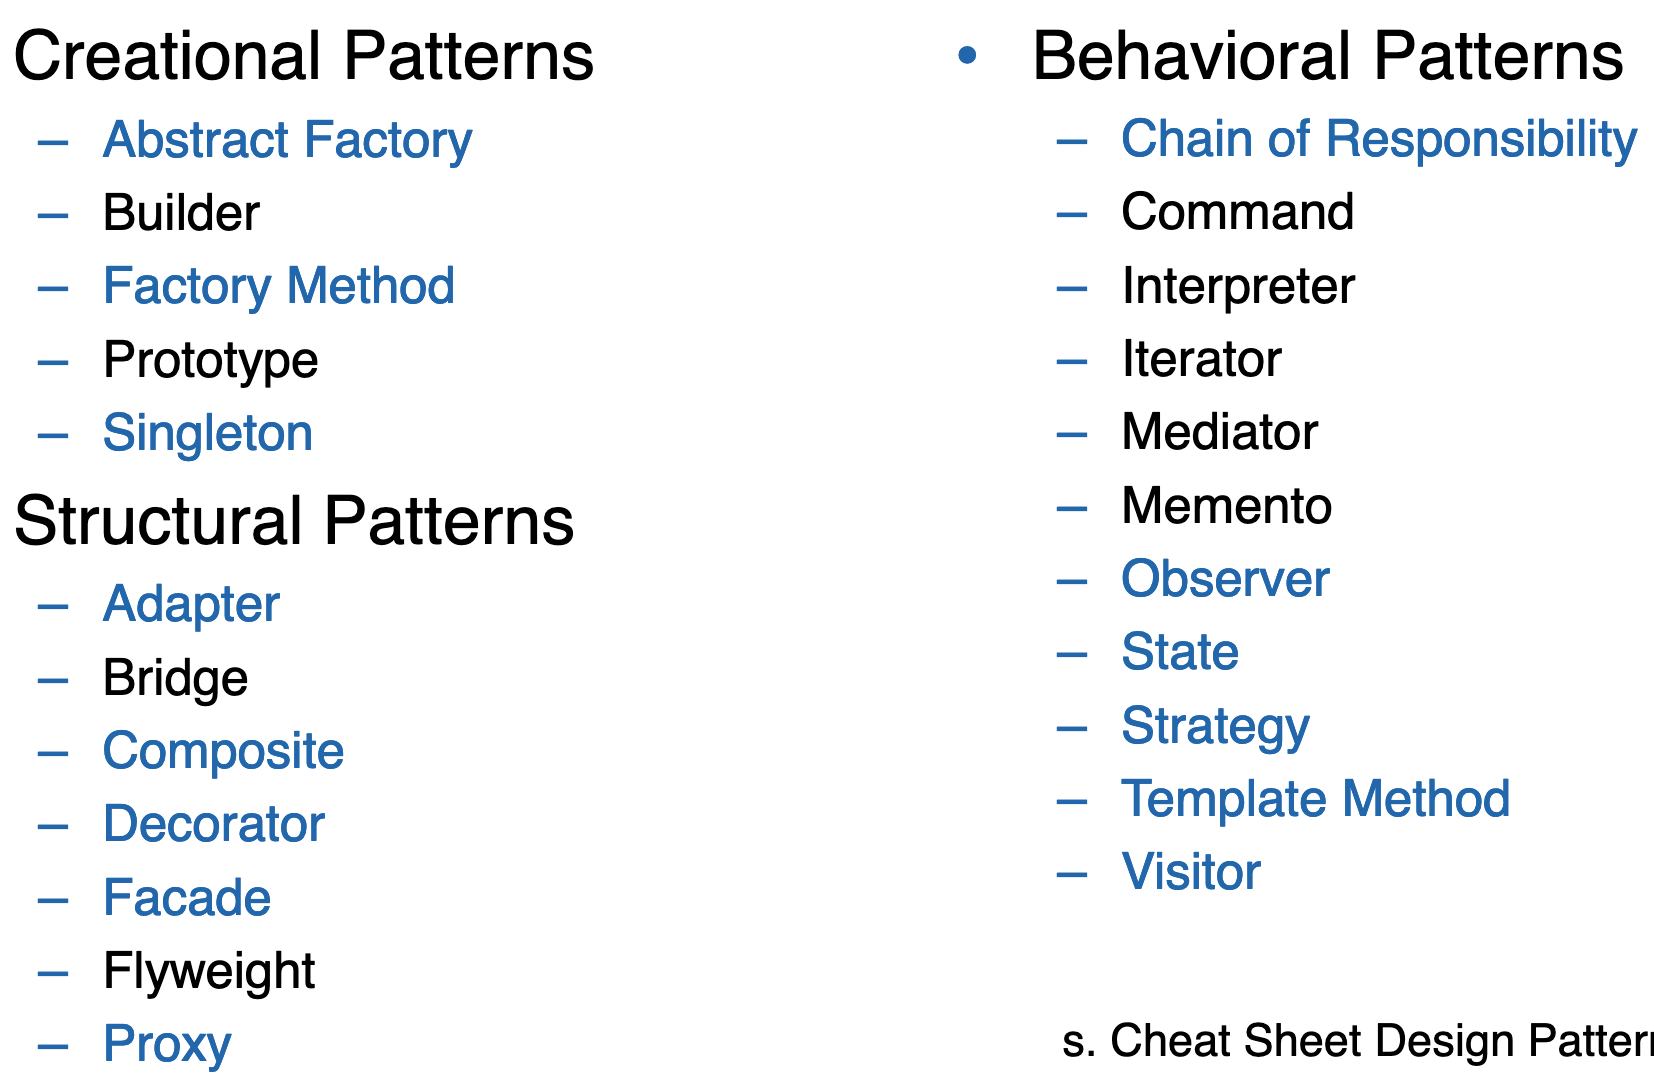 Creational Patterns
– Abstract Factory
– Builder
– Factory Method
– Prototype
– Singleton
Structural Patterns
– Adapter
– Bridge
– Composite
– Decorator
– Facade
– Flyweight
– Proxy
• Behavioral Patterns
– Chain of Responsibility
– Command
– Interpreter
– Iterator
– Mediator
– Memento
– Observer
– State
– Strategy
– Template Method
– Visitor
s. Cheat Sheet Design Patter